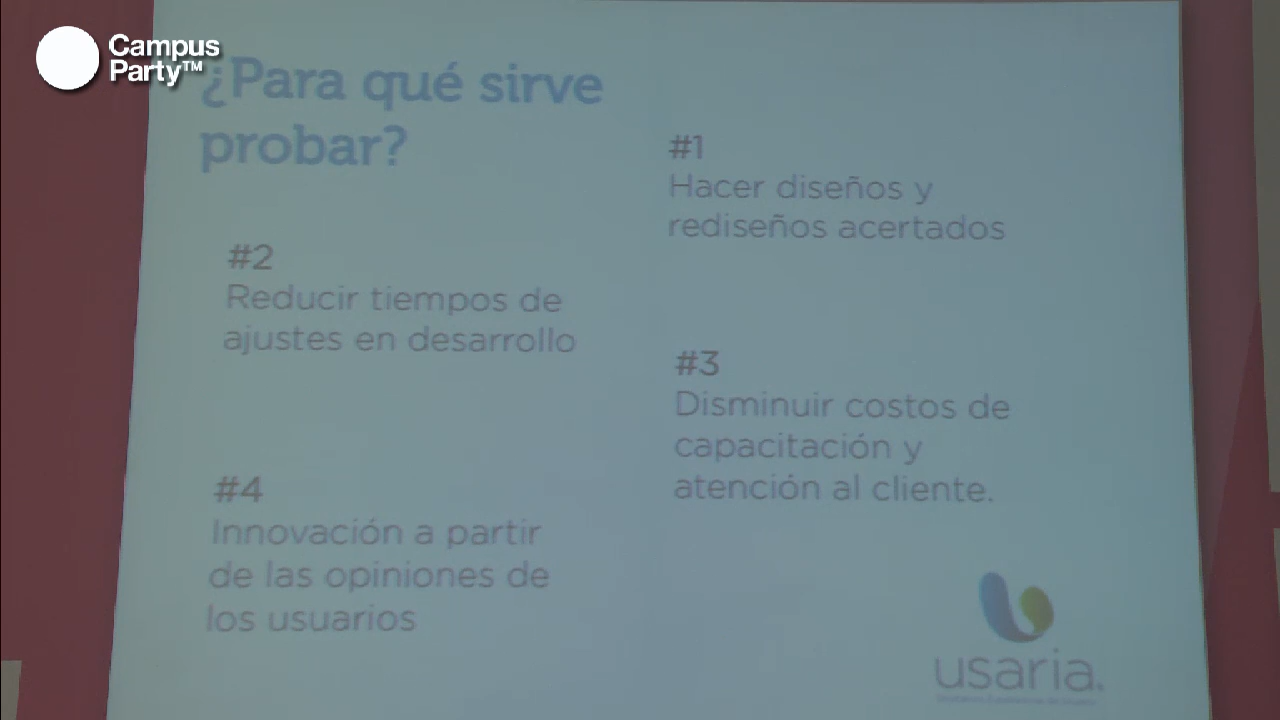 Campus
Party™
¿Para qué sirve
probar?
#1
Hacer diseños y
rediseños acertados
#2
Reducir tiempos de
ajustes en desarrollo
#3
Disminuir costos de
capacitación y
atención al cliente.
#4
Innovación a partir
de las opiniones de
los usuarios
usaria.